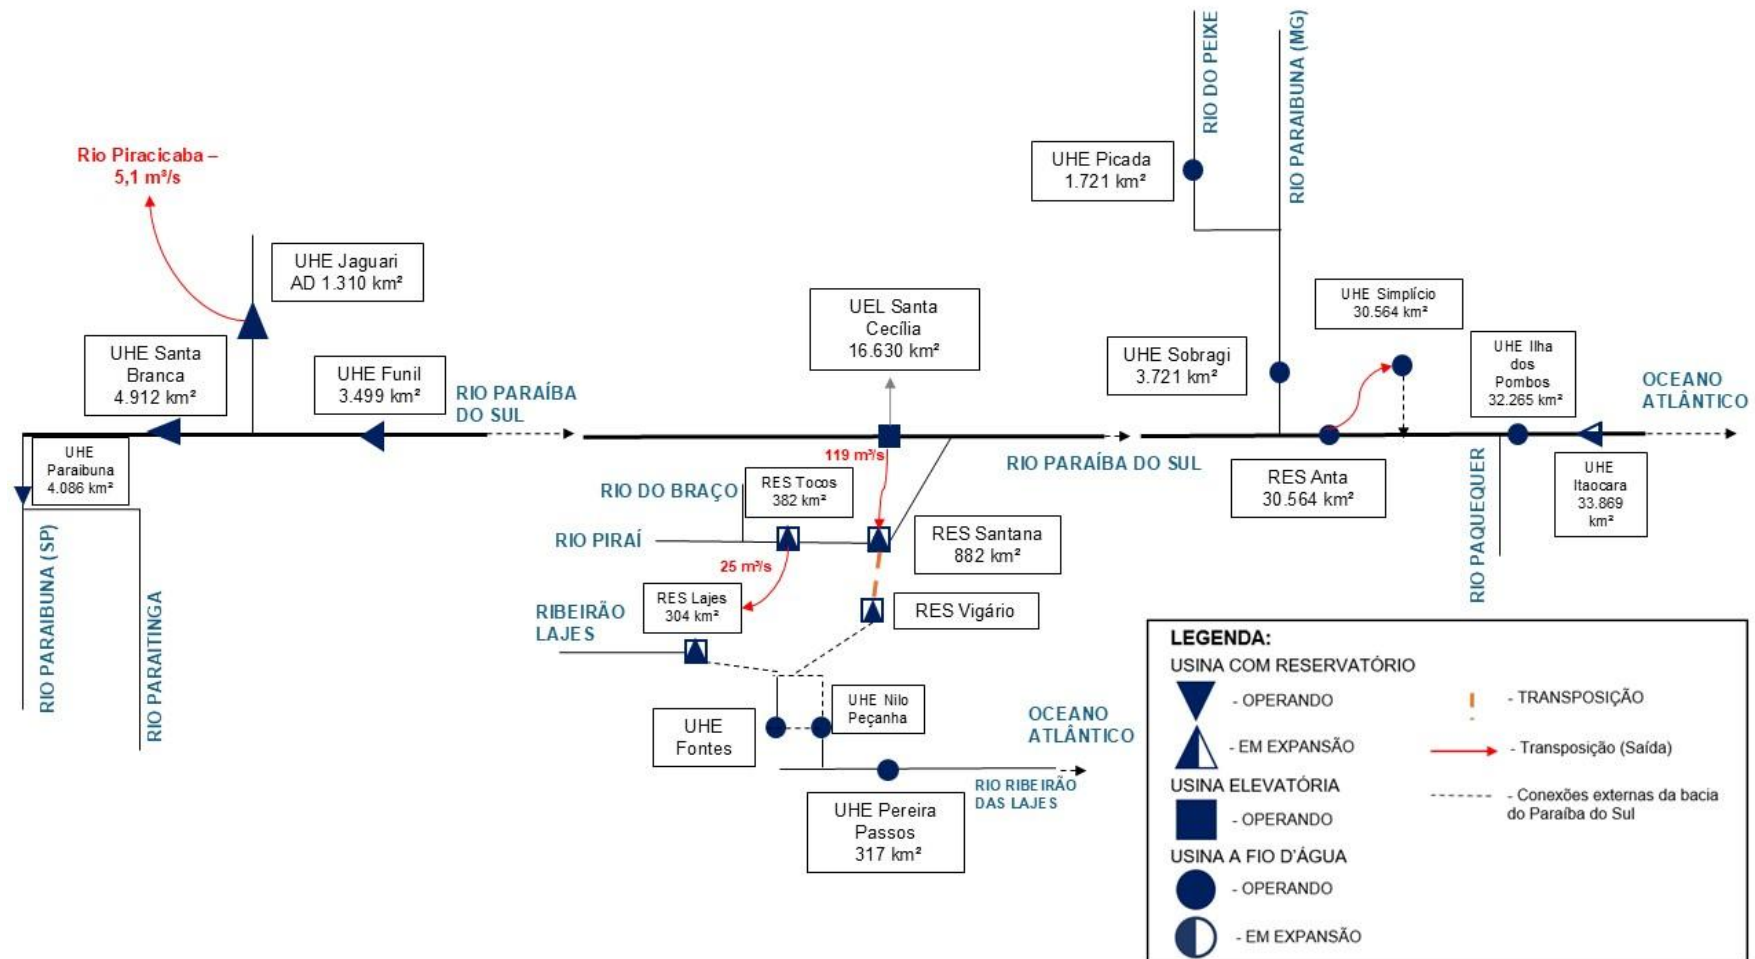 RIO DO PEIXE
RIO PARAIBUNA (MG)
Rio Piracicaba –
5,1 m³/s
UHE Picada
1.721 km²
UHE Jaguari
AD 1.310 km²
UHE Simplício
30.564 km²
UEL Santa
Cecília
16.630 km²
UHE Santa
Branca
4.912 km²
UHE Funil
3.499 km²
RIO PARAÍBA
DO SUL
UHE Sobragi
3.721 km²
UHE Ilha
dos
Pombos
32.265 km²
OCEANO
ATLÂNTICO
UHE
Paraibuna
4.086 km²
119 m³/s
RIO PARAÍBA DO SUL
RES Anta
30.564 km²
RIO PAQUEQUER
UHE
Itaocara
33.869
km²
RIO DO BRAÇO
RES Tocos
382 km²
RIO PIRAÍ
RES Santana
882 km²
25 m³/s
RIO PARAIBUNA (SP)
RIO PARAITINGA
RIBEIRÃO
LAJES
RES Lajes
304 km²
RES Vigário
UHE
Fontes
UHE Nilo
Peçanha
OCEANO
ATLÂNTICO
RIO RIBEIRÃO
DAS LAJES
UHE Pereira
Passos
317 km²
LEGENDA:
USINA COM RESERVATÓRIO
- OPERANDO
- EM EXPANSÃO
USINA ELEVATÓRIA
- OPERANDO
USINA A FIO D'ÁGUA
- OPERANDO
- EM EXPANSÃO
- TRANSPOSIÇÃO
- Transposição (Saída)
- Conexões externas da bacia
do Paraíba do Sul